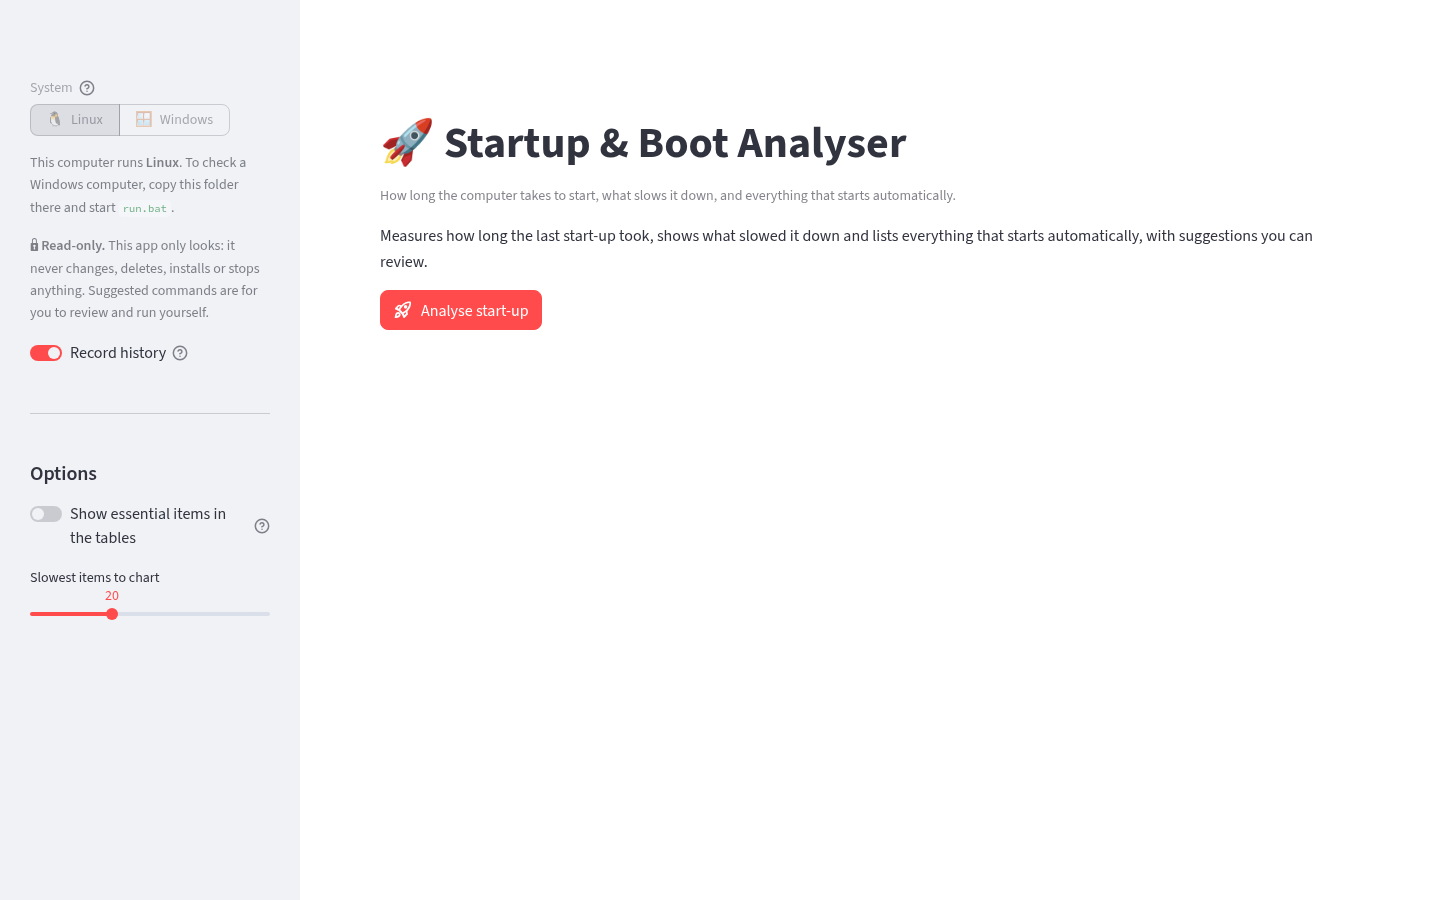 System
Linux
Windows
This computer runs Linux. To check a
Windows computer, copy this folder
there and start run.bat.
Read-only. This app only looks: it
never changes, deletes, installs or stops
anything. Suggested commands are for
you to review and run yourself.
Record history
Options
Show essential items in
the tables
Slowest items to chart
20
Startup & Boot Analyser
How long the computer takes to start, what slows it down, and everything that starts automatically.
Measures how long the last start-up took, shows what slowed it down and lists everything that starts automatically, with suggestions you can
review.
Analyse start-up